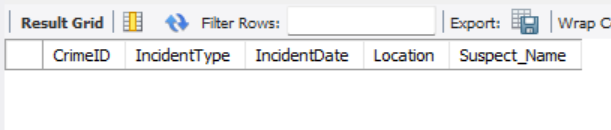 Result Grid Filter Rows: Export: Wrap C
CrimeID IncidentType IncidentDate Location Suspect_Name